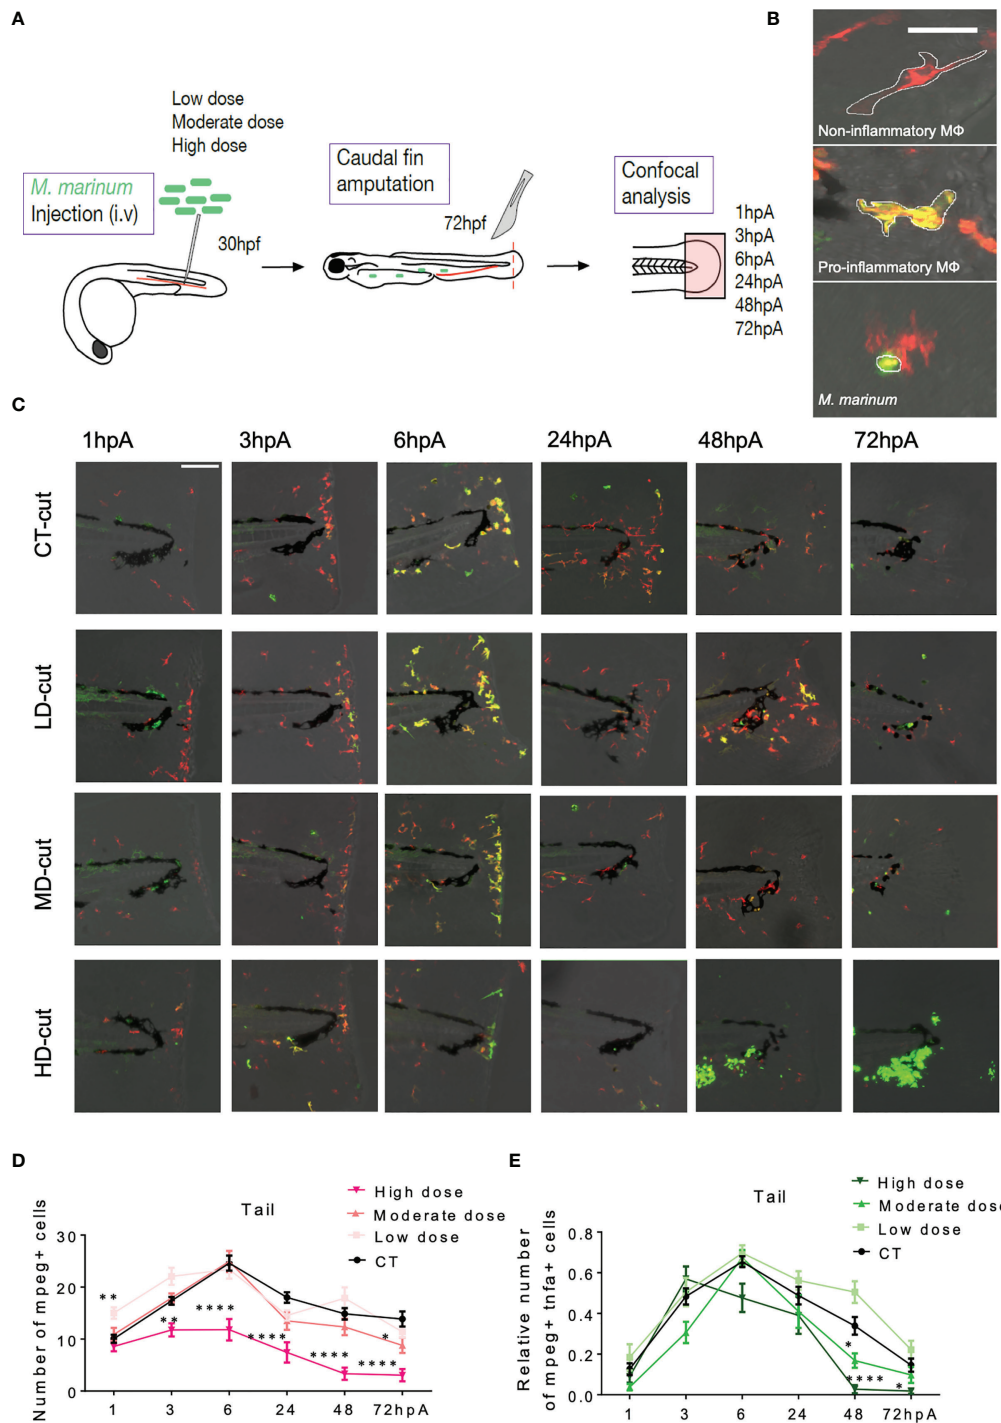 A
B
Low dose
Moderate dose
High dose
M. marinum
Injection (i.v)
30hpf
Caudal fin
amputation
72hpf
Confocal
analysis
1hpA
3hpA
6hpA
24hpA
48hpA
72hpA
Non-inflammatory MΦ
Pro-inflammatory MΦ
M. marinum
C
1hpA
3hpA
6hpA
24hpA
48hpA
72hpA
CT-cut
LD-cut
MD-cut
HD-cut
D
Tail
High dose
Moderate dose
Low dose
CT
Number of mpeg+ cells
30
20
10
0
**
**
****
****
****
*
****
1 3 6 24 48 72hpA
E
Tail
High dose
Moderate dose
Low dose
CT
Relative number
of mpeg+ tnfa+ cells
0.8
0.6
0.4
0.2
0.0
*
****
*
1 3 6 24 48 72hpA